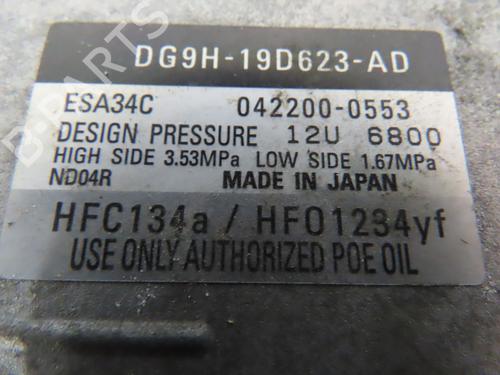 DG9H-19D623-AD
ESA34C 042200-0553
DESIGN PRESSURE 12U 6800
HIGH SIDE 3.53MPa LOW SIDE 1.67MPa
ND04R MADE IN JAPAN
HFC134a / HFO1234yf
USE ONLY AUTHORIZED POE OIL
B-PARTS